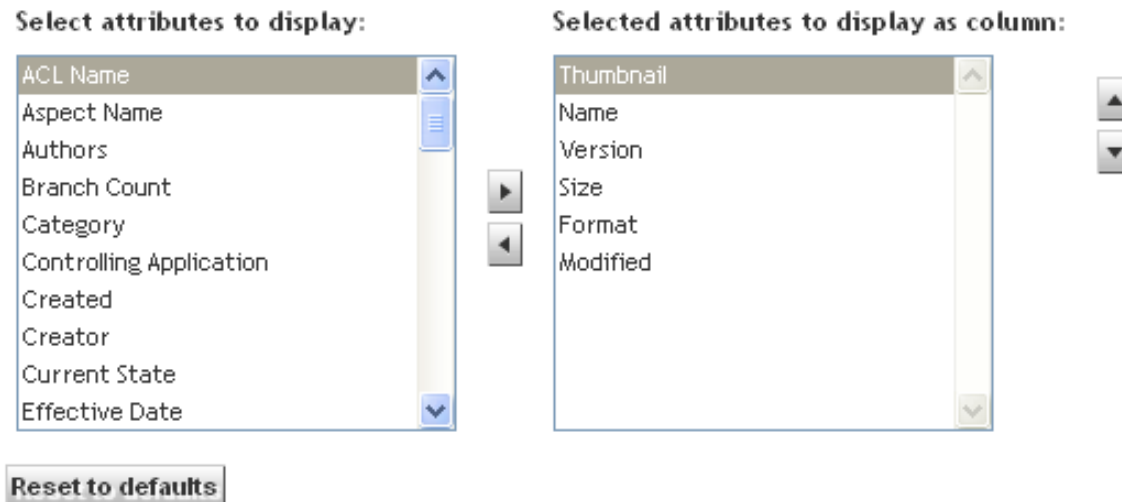 Select attributes to display:
ACL Name
Aspect Name
Authors
Branch Count
Category
Controlling Application
Created
Creator
Current State
Effective Date
Selected attributes to display as column:
Thumbnail
Name
Version
Size
Format
Modified
Reset to defaults